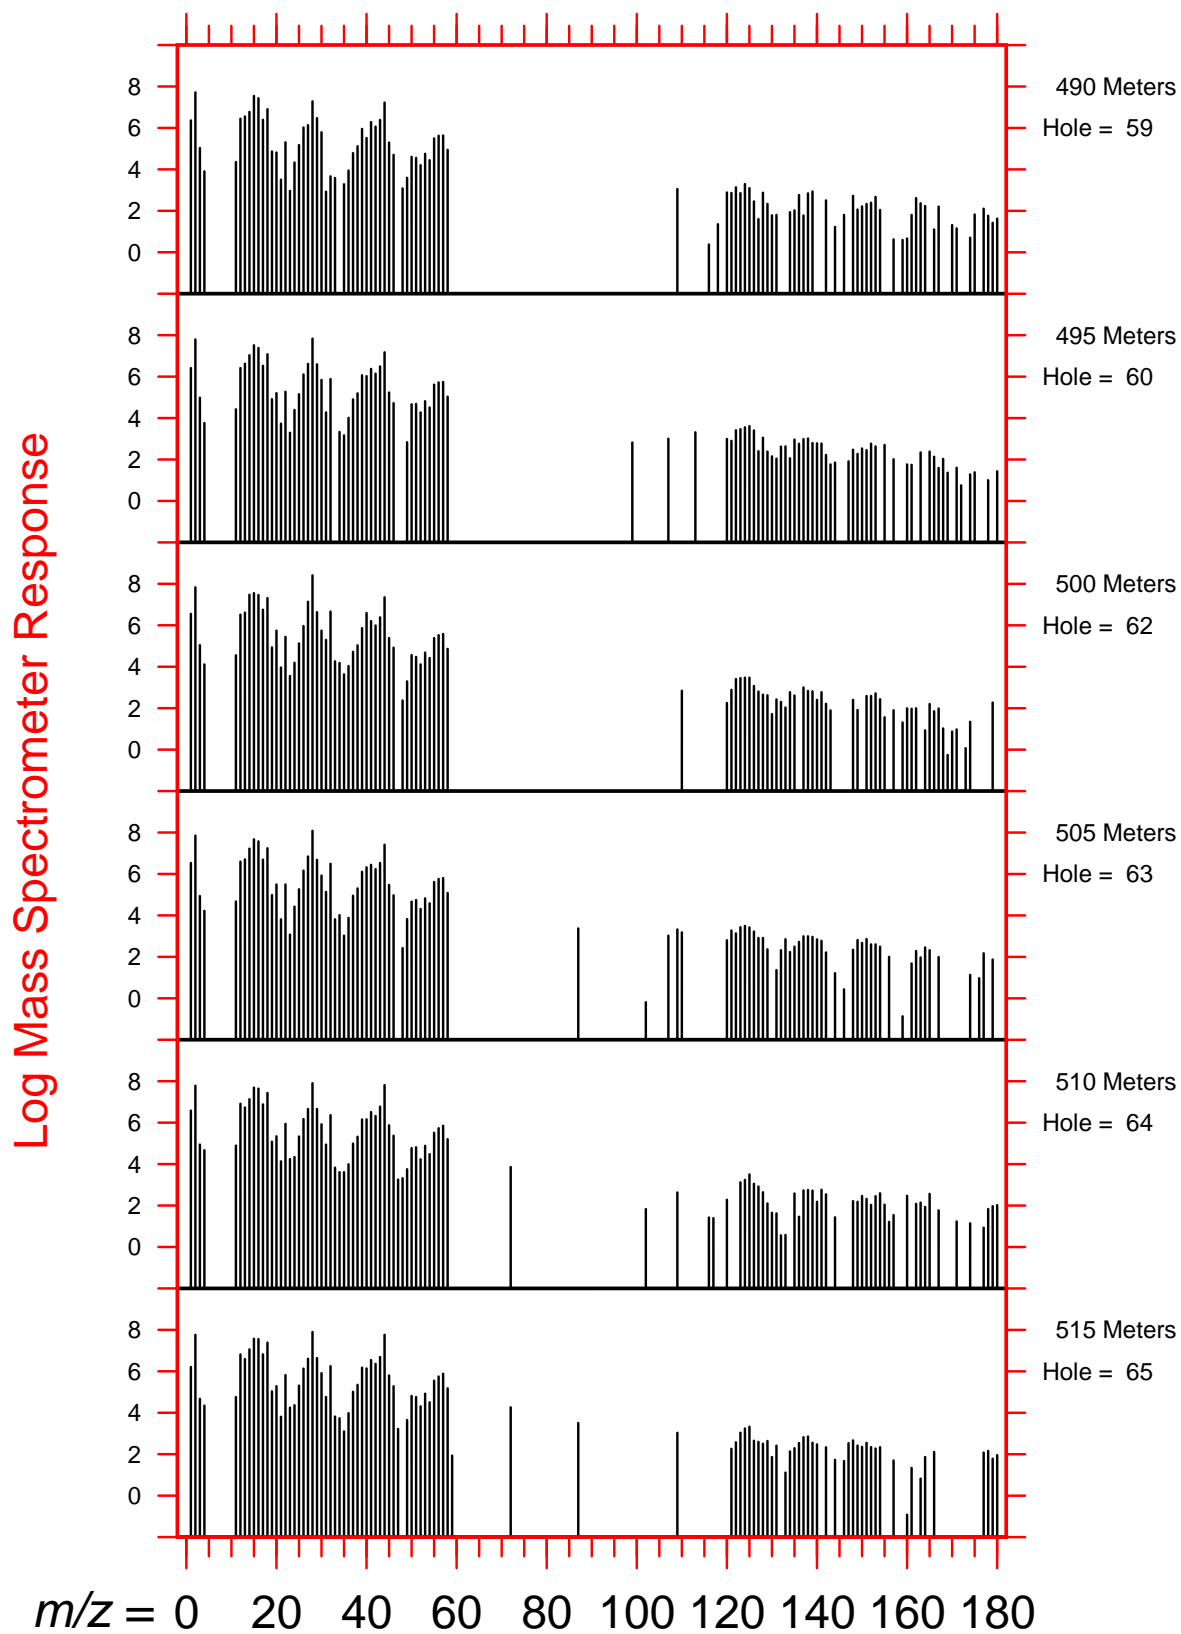 8
6
4
2
0
490 Meters
Hole = 59
8
6
4
2
0
495 Meters
Hole = 60
8
6
4
2
0
500 Meters
Hole = 62
8
6
4
2
0
505 Meters
Hole = 63
8
6
4
2
0
510 Meters
Hole = 64
8
6
4
2
0
515 Meters
Hole = 65
Log Mass Spectrometer Response
m/z = 0 20 40 60 80 100 120 140 160 180